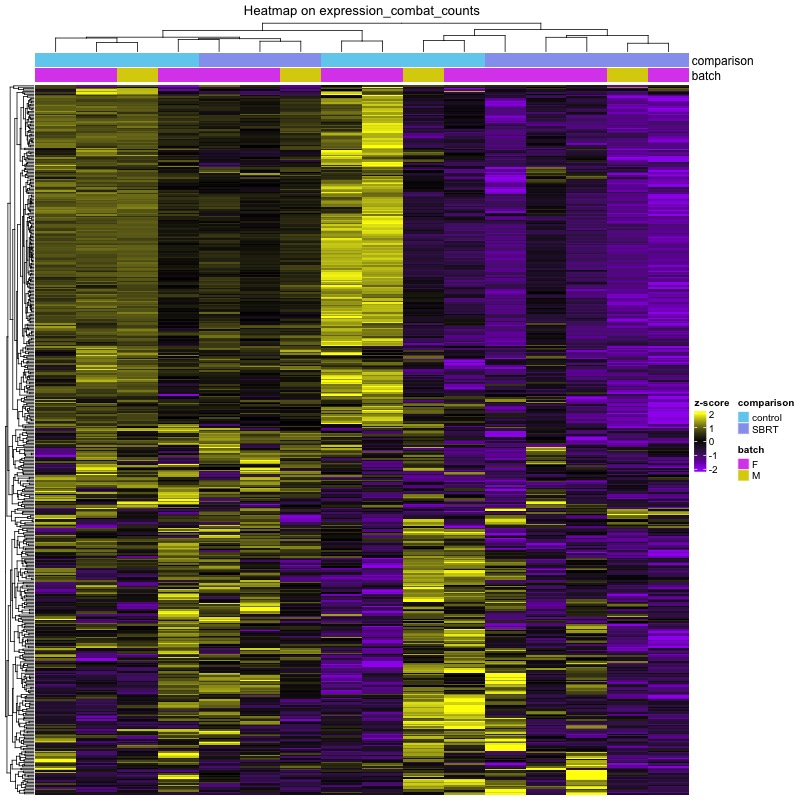 Heatmap on expression_combat_counts
comparison
batch
z-score
2
1
0
-1
-2
comparison
control
SBRT
batch
F
M